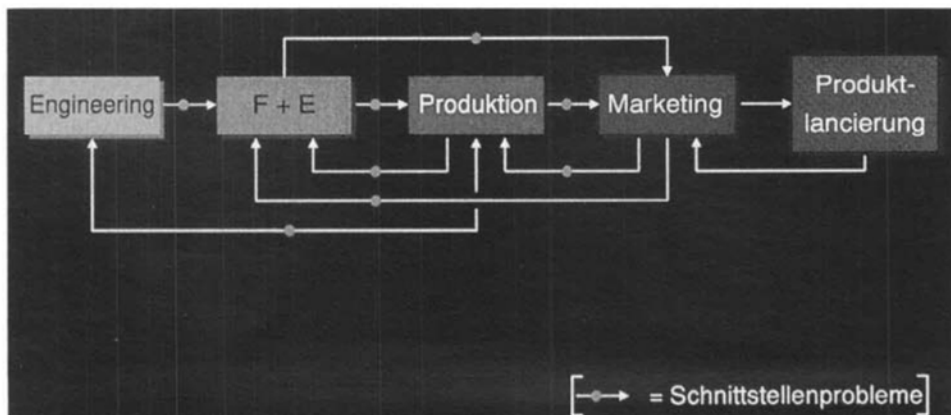 Engineering
F + E
Produktion
Marketing
Produkt-
lancierung
= Schnittstellenprobleme